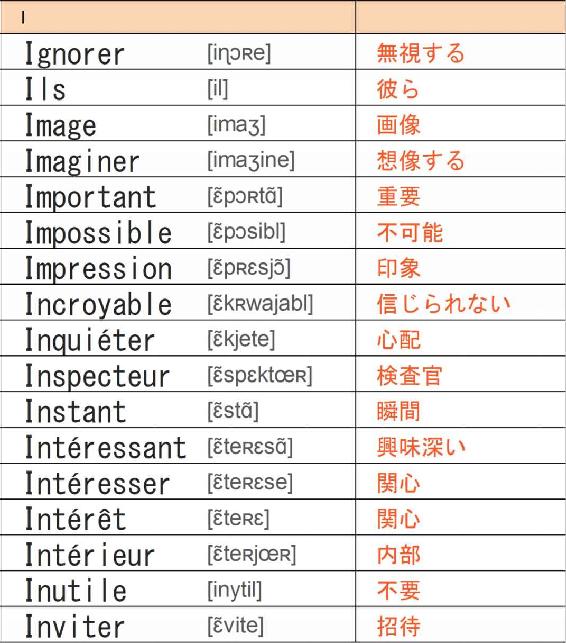 I
Ignorer [iɳɔʀe] 無視する
Ils [il] 彼ら
Image [imaʒ] 画像
Imaginer [imaʒine] 想像する
Important [ɛ̃pɔʀtɑ̃] 重要
Impossible [ɛ̃pɔsibl] 不可能
Impression [ɛ̃pʀɛsjɔ̃] 印象
Incroyable [ɛ̃kʀwajabl] 信じられない
Inquiéter [ɛ̃kjete] 心配
Inspecteur [ɛ̃spɛktœʀ] 検査官
Instant [ɛ̃stɑ̃] 瞬間
Intéressant [ɛ̃teʀɛsɑ̃] 興味深い
Intéresser [ɛ̃teʀɛse] 関心
Intérêt [ɛ̃teʀɛ] 関心
Intérieur [ɛ̃teʀjœʀ] 内部
Inutile [inytil] 不要
Inviter [ɛ̃vite] 招待